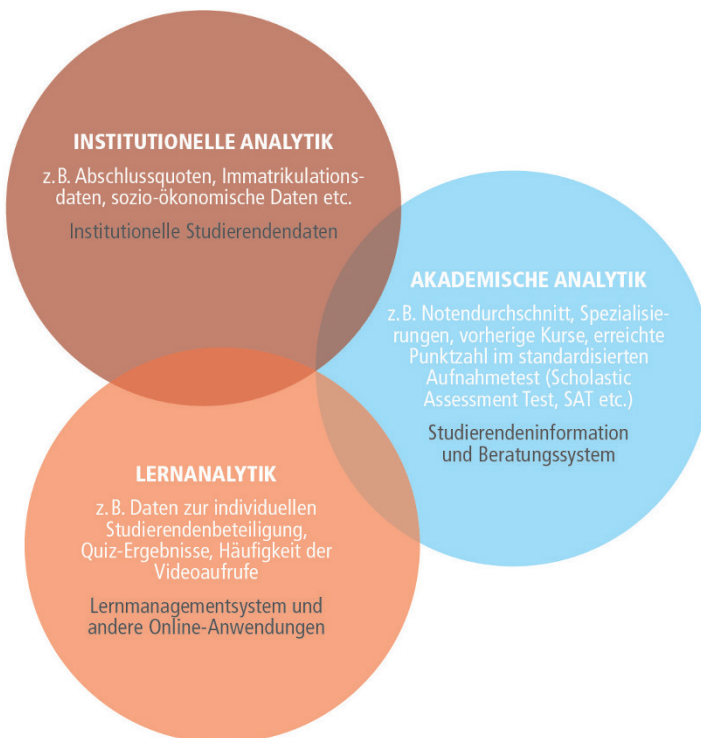 INSTITUTIONELLE ANALYTIK
z. B. Abschlussquoten, Immatrikulations-
daten, sozio-ökonomische Daten etc.
Institutionelle Studierendendaten
AKADEMISCHE ANALYTIK
z. B. Notendurchschnitt, Spezialisie-
rungen, vorherige Kurse, erreichte
Punktzahl im standardisierten
Aufnahmetest (Scholastic
Assessment Test, SAT etc.)
Studierendeninformation
und Beratungssystem
LERNANALYTIK
z. B. Daten zur individuellen
Studierendenbeteiligung,
Quiz-Ergebnisse, Häufigkeit der
Videoaufrufe
Lernmanagementsystem und
andere Online-Anwendungen